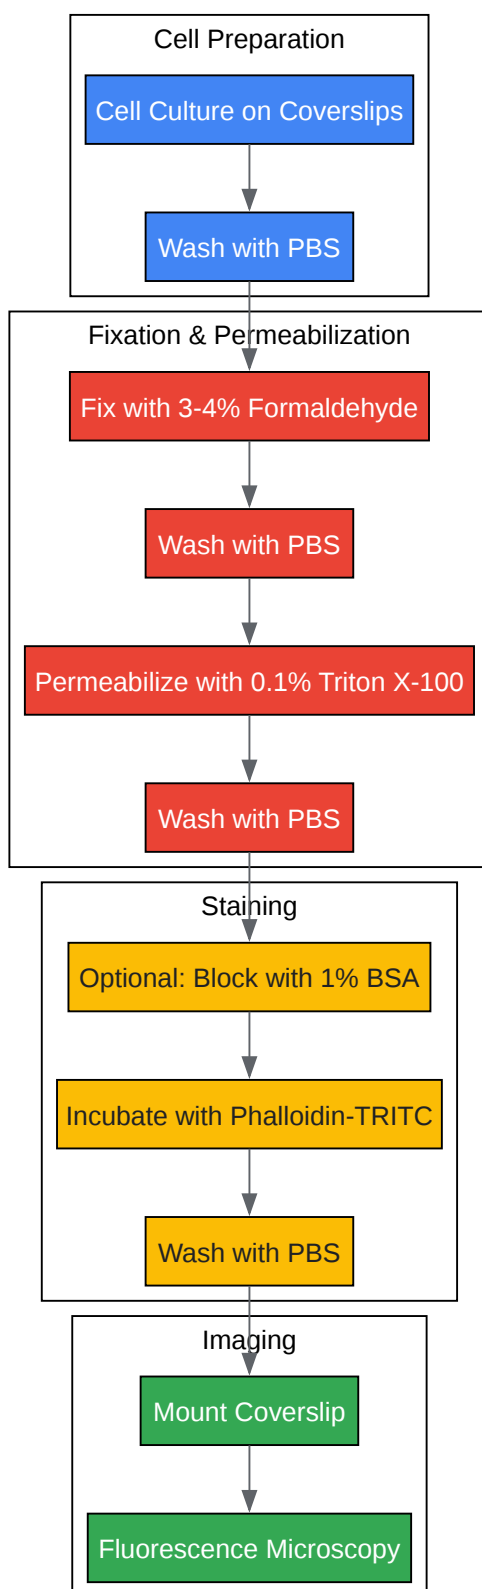 Cell Preparation
Cell Culture on Coverslips
Wash with PBS
Fixation & Permeabilization
Fix with 3-4% Formaldehyde
Wash with PBS
Permeabilize with 0.1% Triton X-100
Wash with PBS
Staining
Optional: Block with 1% BSA
Incubate with Phalloidin-TRITC
Wash with PBS
Imaging
Mount Coverslip
Fluorescence Microscopy